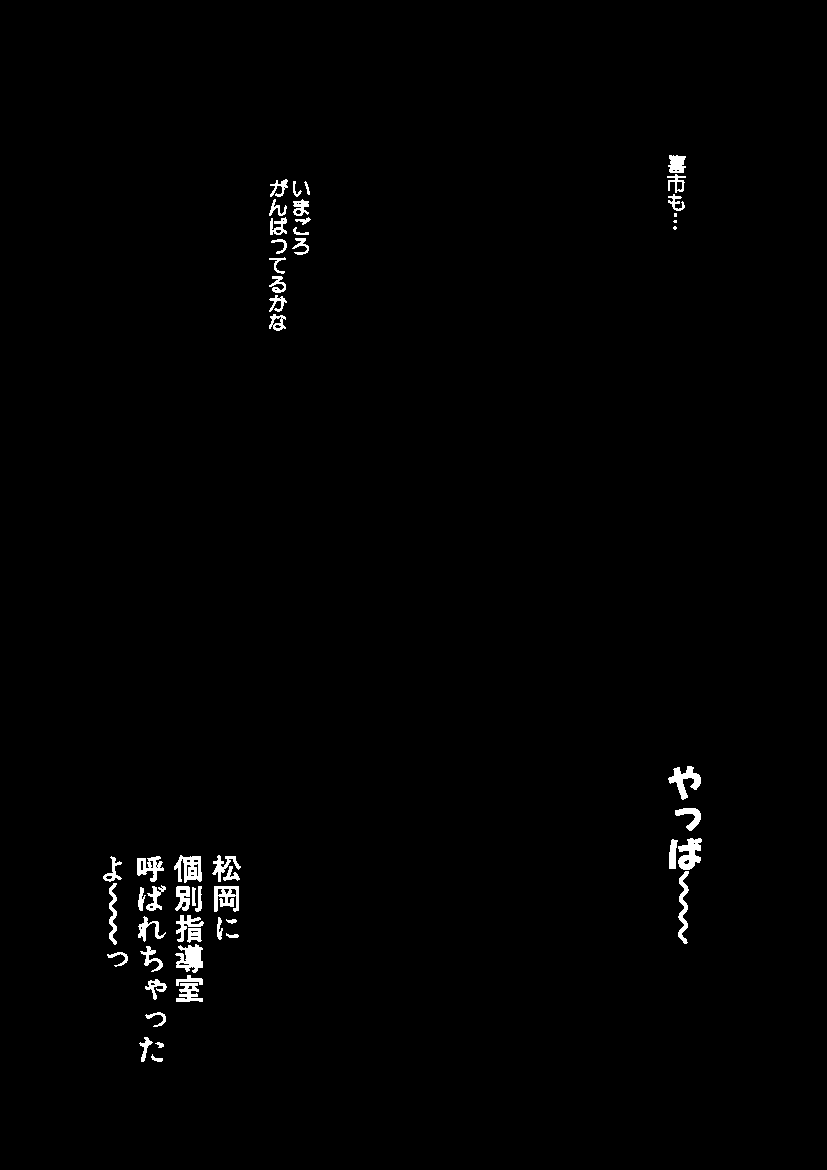 喜市も…
いまごろ
がんばってるかな
やっば〜〜〜
松岡に
個別指導室
呼ばれちゃった
よ〜〜〜っ